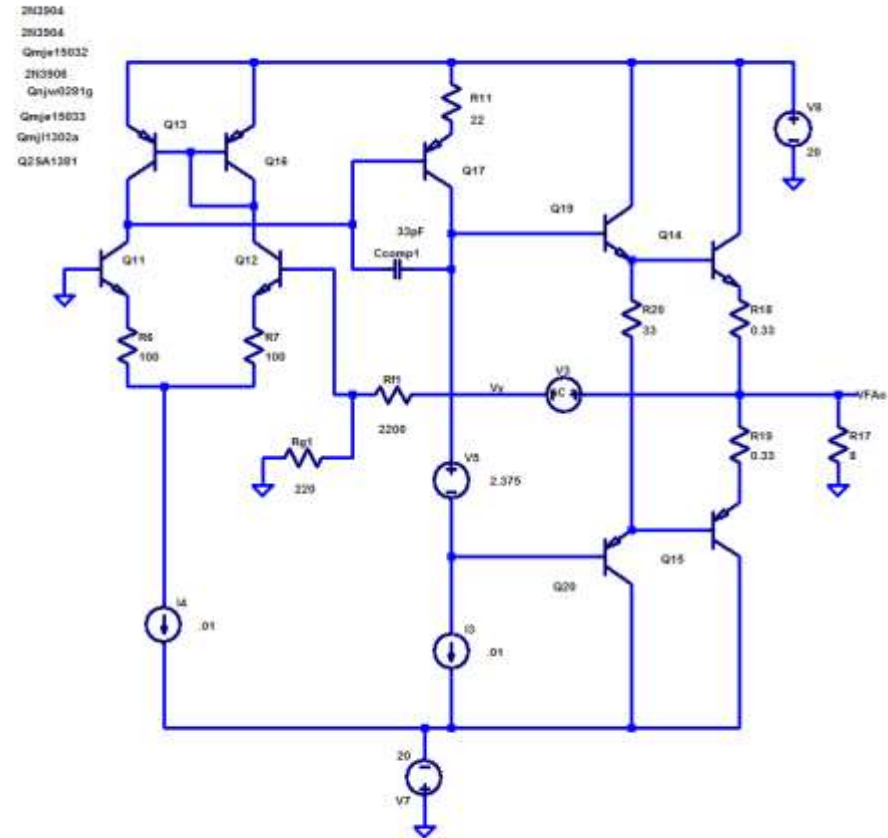 2N3904
2N3904
Qmje15032
2N3906
Qnjw0281g
Qmje15033
Qmjl1302a
Q2SA1381
Q13
Q16
R11
22
Q17
V8
20
Q19
Q14
33pF
Ccomp1
Q11
Q12
R6
100
R7
100
R20
33
R18
0.33
Rf1
2200
Vy
V3
VFAo
Rg1
220
V5
2.375
R19
0.33
R17
8
Q20
Q15
I4
.01
I3
.01
20
V7